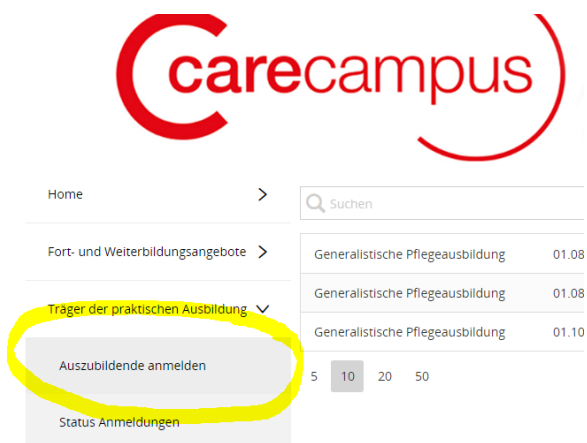 carecampus
Home
Fort- und Weiterbildungsangebote
Träger der praktischen Ausbildung
Auszubildende anmelden
Status Anmeldungen
Suchen
Generalistische Pflegeausbildung 01.08
Generalistische Pflegeausbildung 01.08
Generalistische Pflegeausbildung 01.10
5 10 20 50